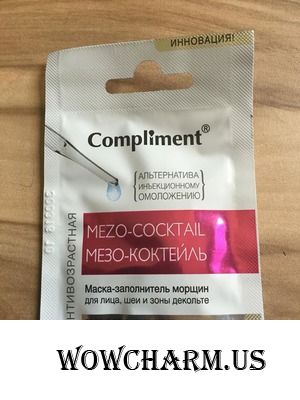 ИННОВАЦИЯ!
Compliment®
АЛЬТЕРНАТИВА
ИНЪЕКЦИОННОМУ
ОМОЛОЖЕНИЮ
MEZO-COCKTAIL
МЕЗО-КОКТЕЙЛЬ
Маска-заполнитель морщин
для лица, шеи и зоны декольте
АНТИВОЗРАСТНАЯ
WOWCHARM.US